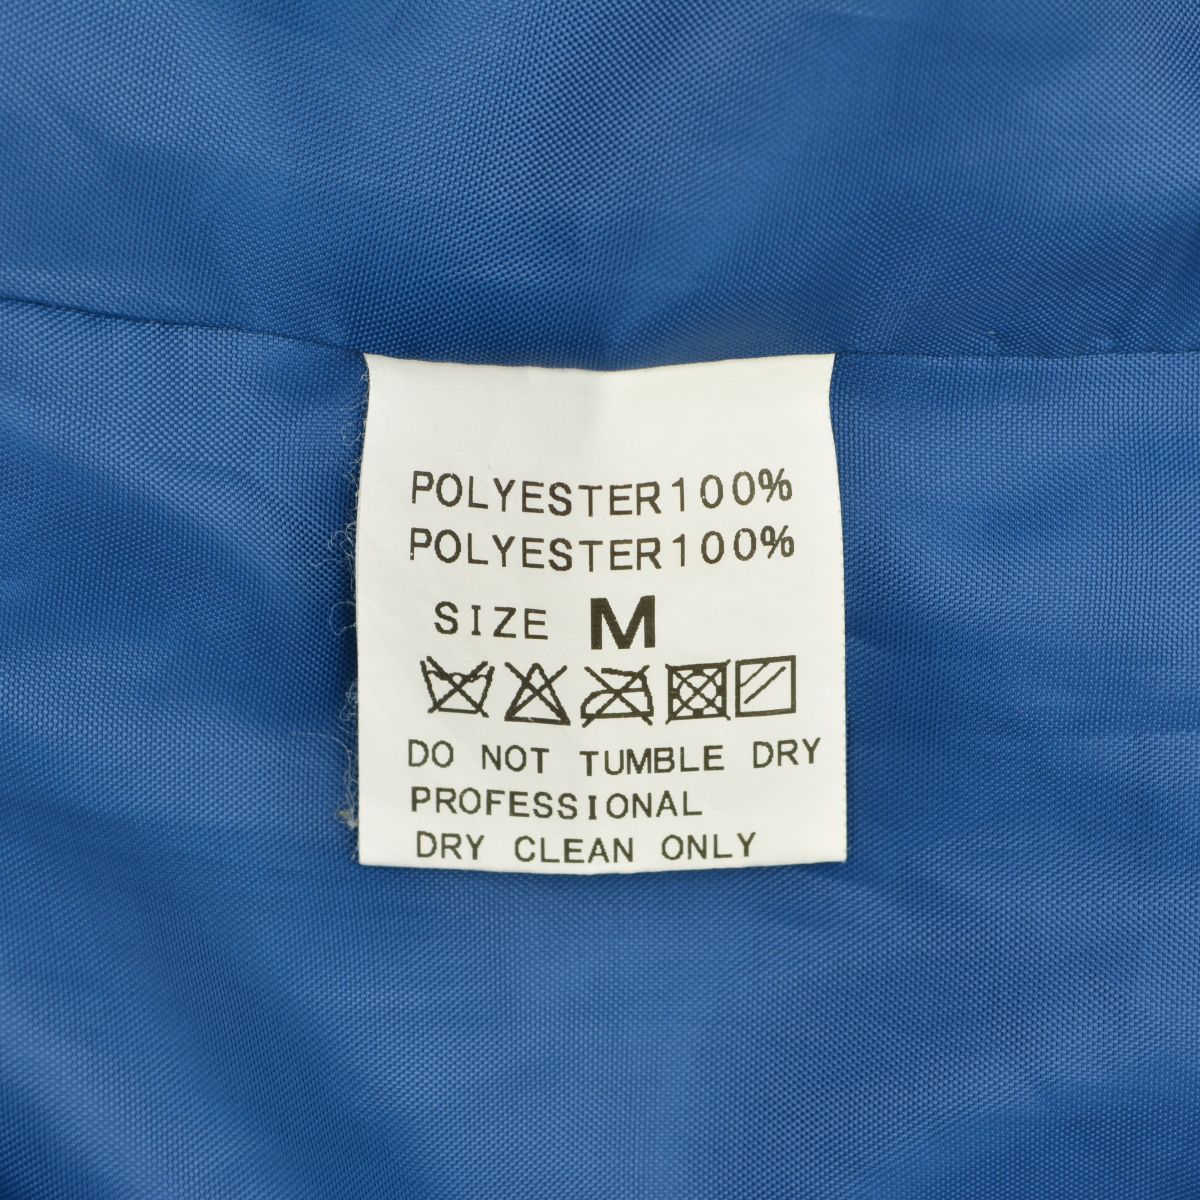 POLYESTER100%
POLYESTER100%
SIZE M
DO NOT TUMBLE DRY
PROFESSIONAL
DRY CLEAN ONLY